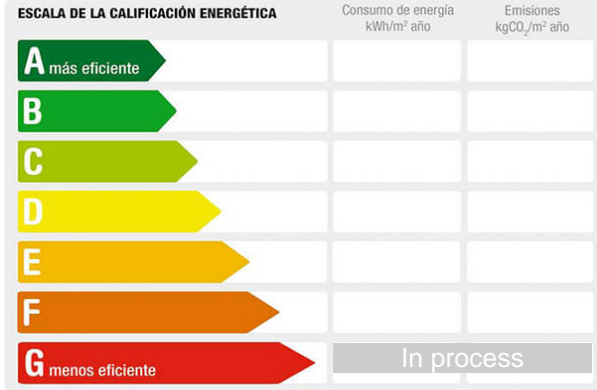 ESCALA DE LA CALIFICACIÓN ENERGÉTICA
Consumo de energía
kWh/m² año
Emisiones
kgCO₂/m² año
A más eficiente
B
C
D
E
F
G menos eficiente
In process